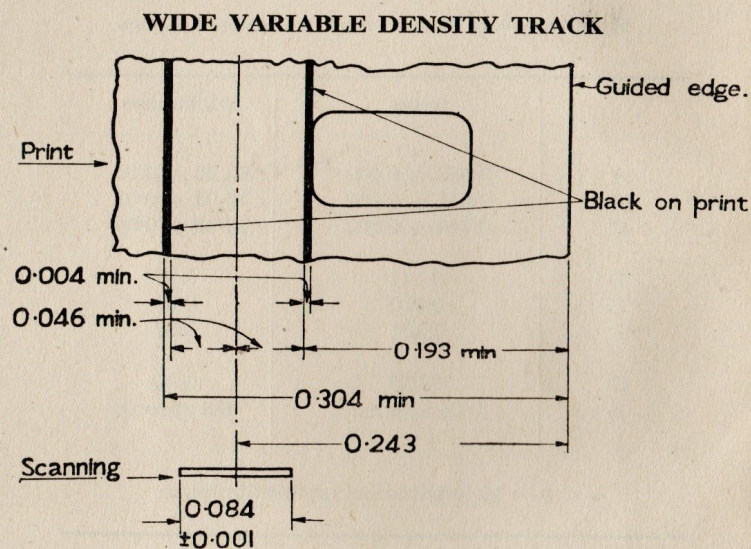 WIDE VARIABLE DENSITY TRACK
Guided edge.
Print
Black on print
0·004 min.
0·046 min.
0·193 min
0·304 min
0·243
Scanning
0·084
±0·001